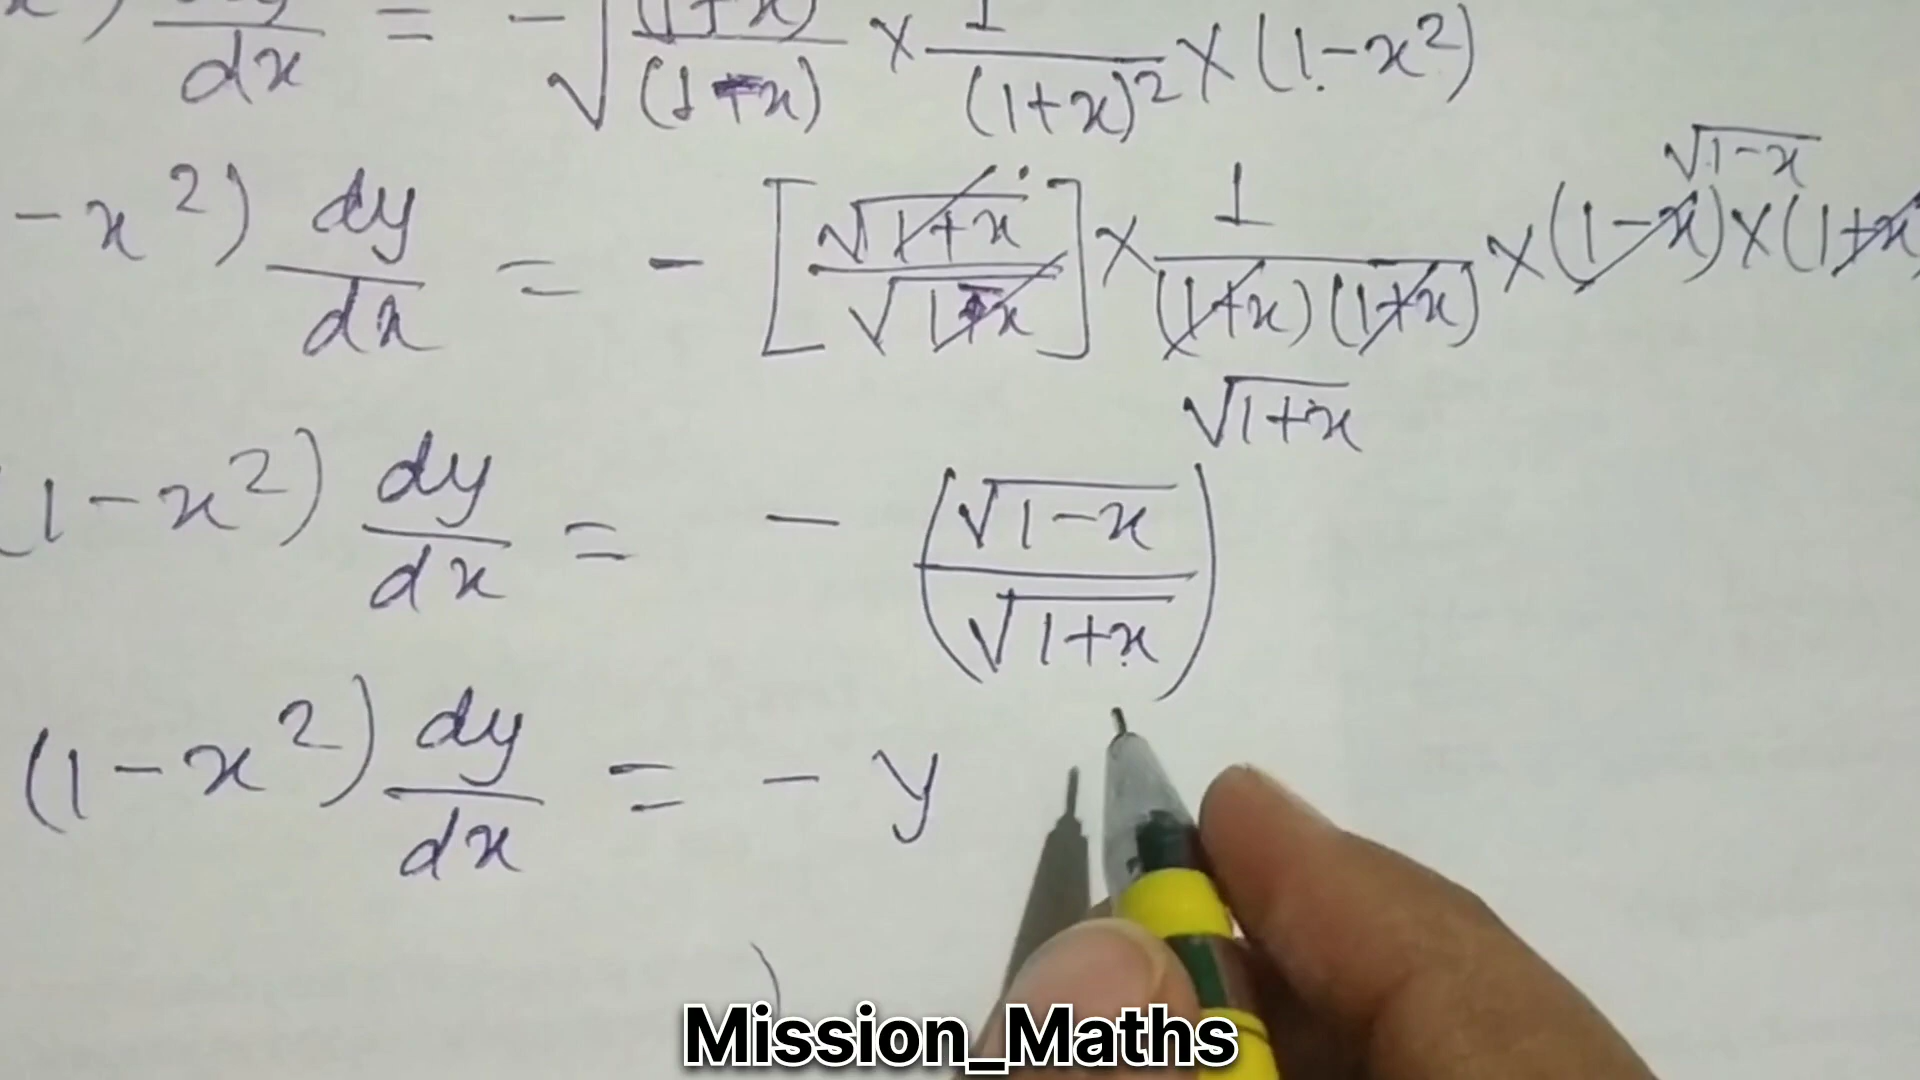 x) dy/dx = - √((1+x)/(1-x)) × 1/(1+x)² × (1-x²)
√1-x
-x²) dy/dx = - [√1+x/√1-x] × 1/(1+x)(1+x) × (1-x) × (1+x
√1+x
(1-x²) dy/dx = - (√1-x/√1+x)
(1-x²) dy/dx = - y
)
Mission_Maths